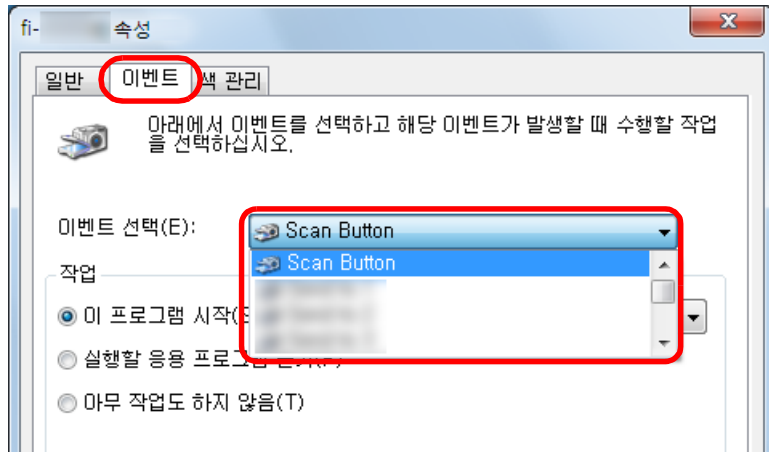 fi- 속성
일반 이벤트 색 관리
아래에서 이벤트를 선택하고 해당 이벤트가 발생할 때 수행할 작업
을 선택하십시오.
이벤트 선택(E): Scan Button
Scan Button
작업
이 프로그램 시작(S
실행할 응용 프로그램
아무 작업도 하지 않음(T)